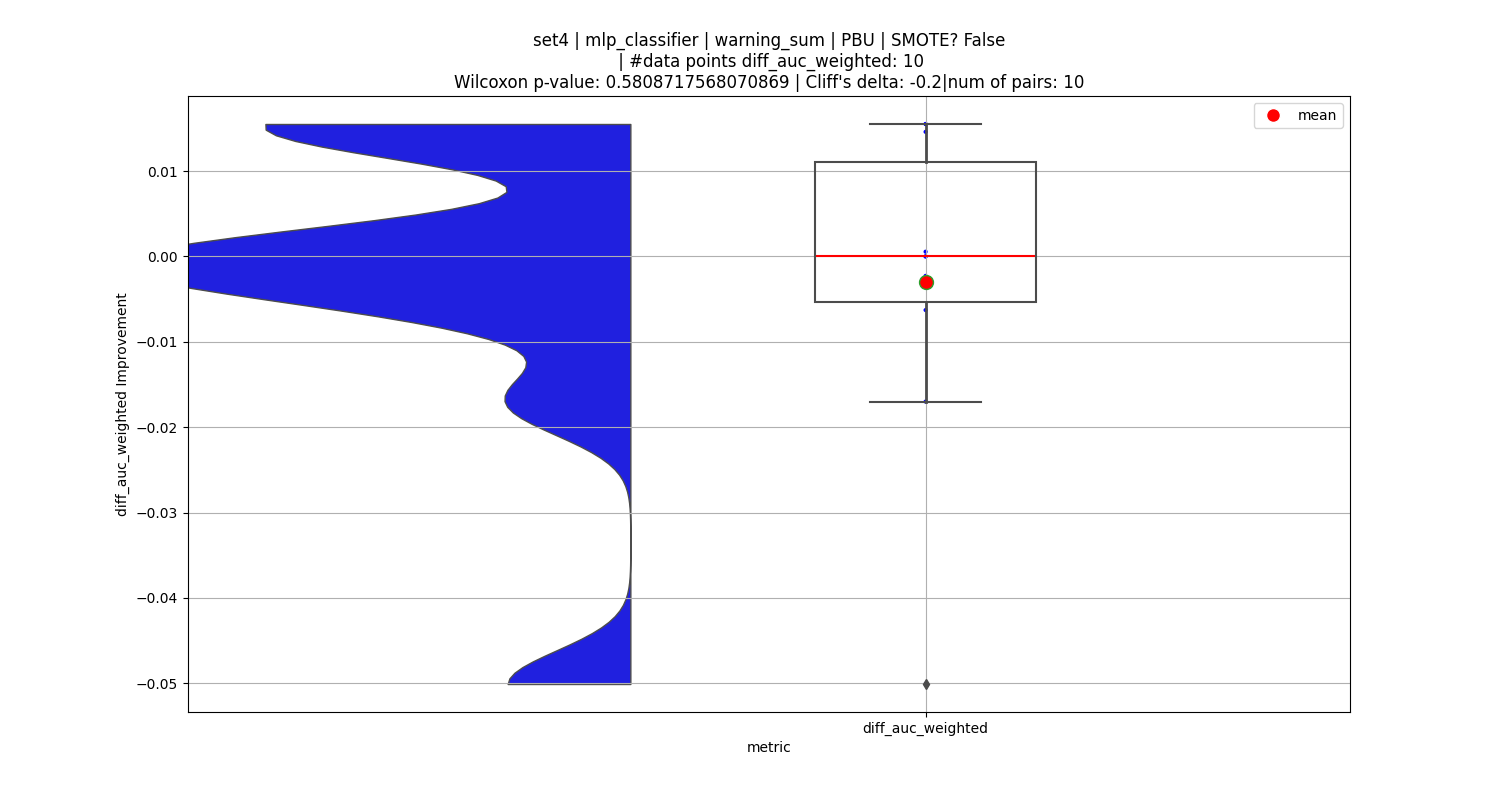 set4 | mlp_classifier | warning_sum | PBU | SMOTE? False
| #data points diff_auc_weighted: 10
Wilcoxon p-value: 0.5808717568070869 | Cliff's delta: -0.2|num of pairs: 10
mean
0.01
0.00
−0.01
−0.02
−0.03
−0.04
−0.05
diff_auc_weighted Improvement
diff_auc_weighted
metric